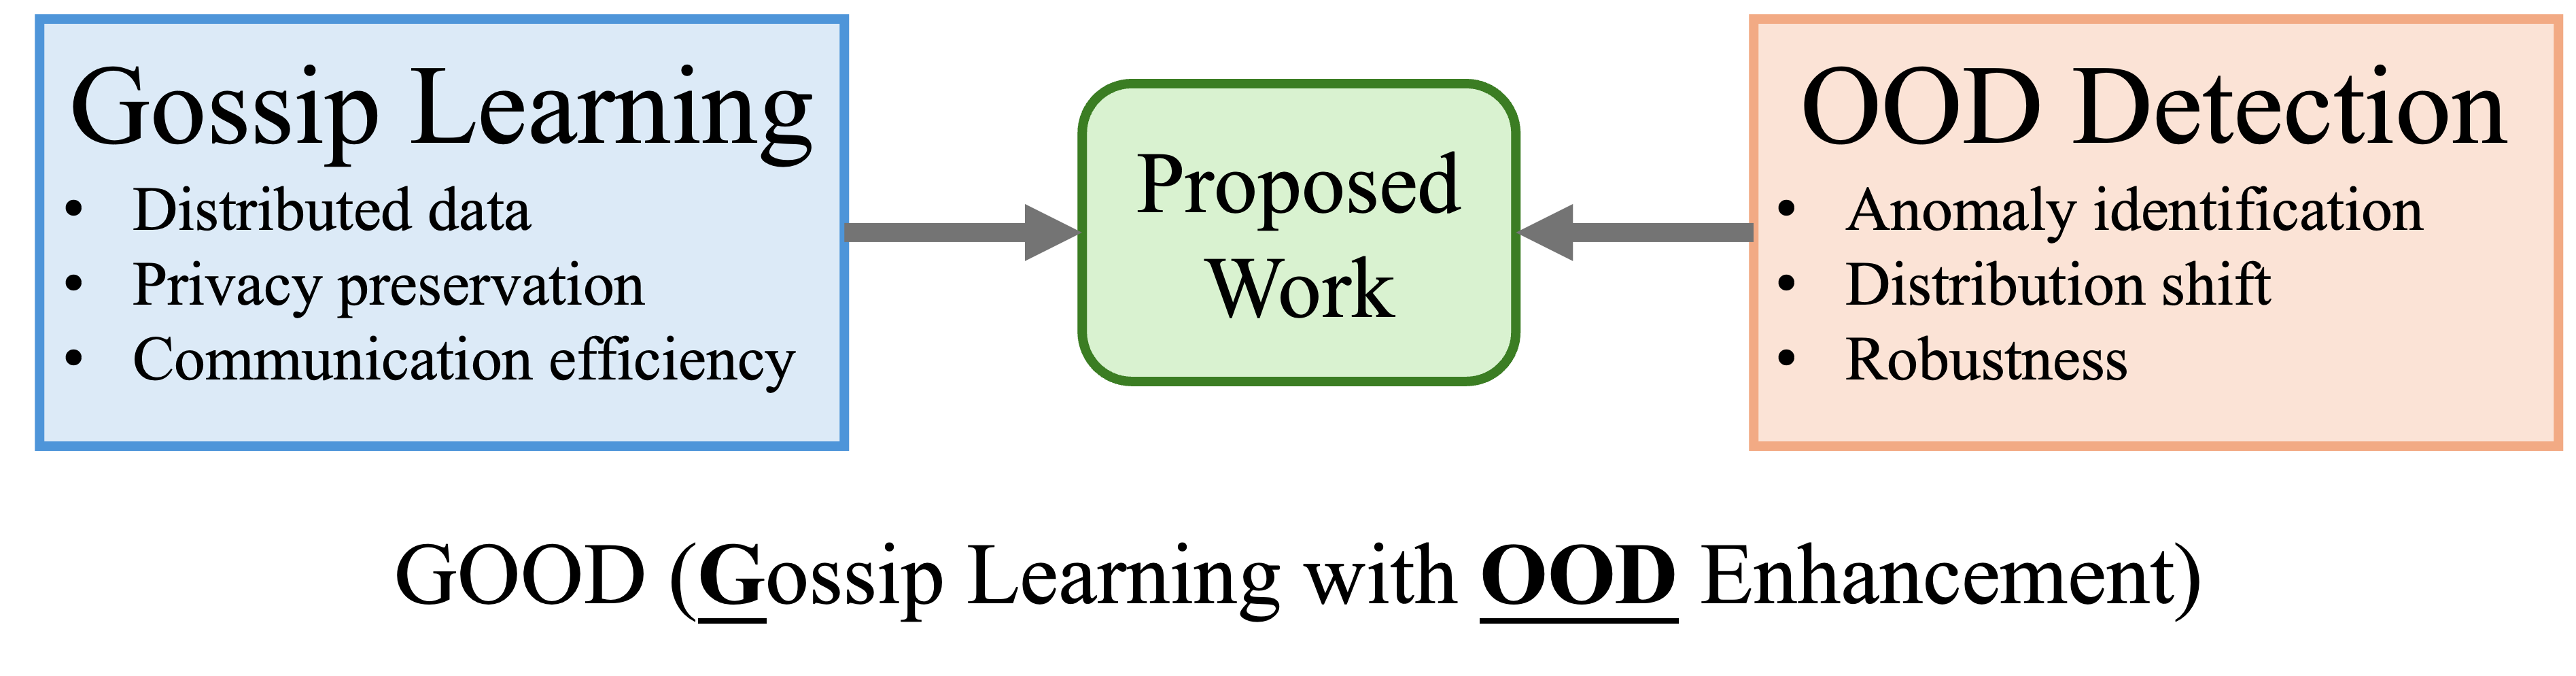 Gossip Learning
• Distributed data
• Privacy preservation
• Communication efficiency
Proposed
Work
OOD Detection
• Anomaly identification
• Distribution shift
• Robustness
GOOD (Gossip Learning with OOD Enhancement)